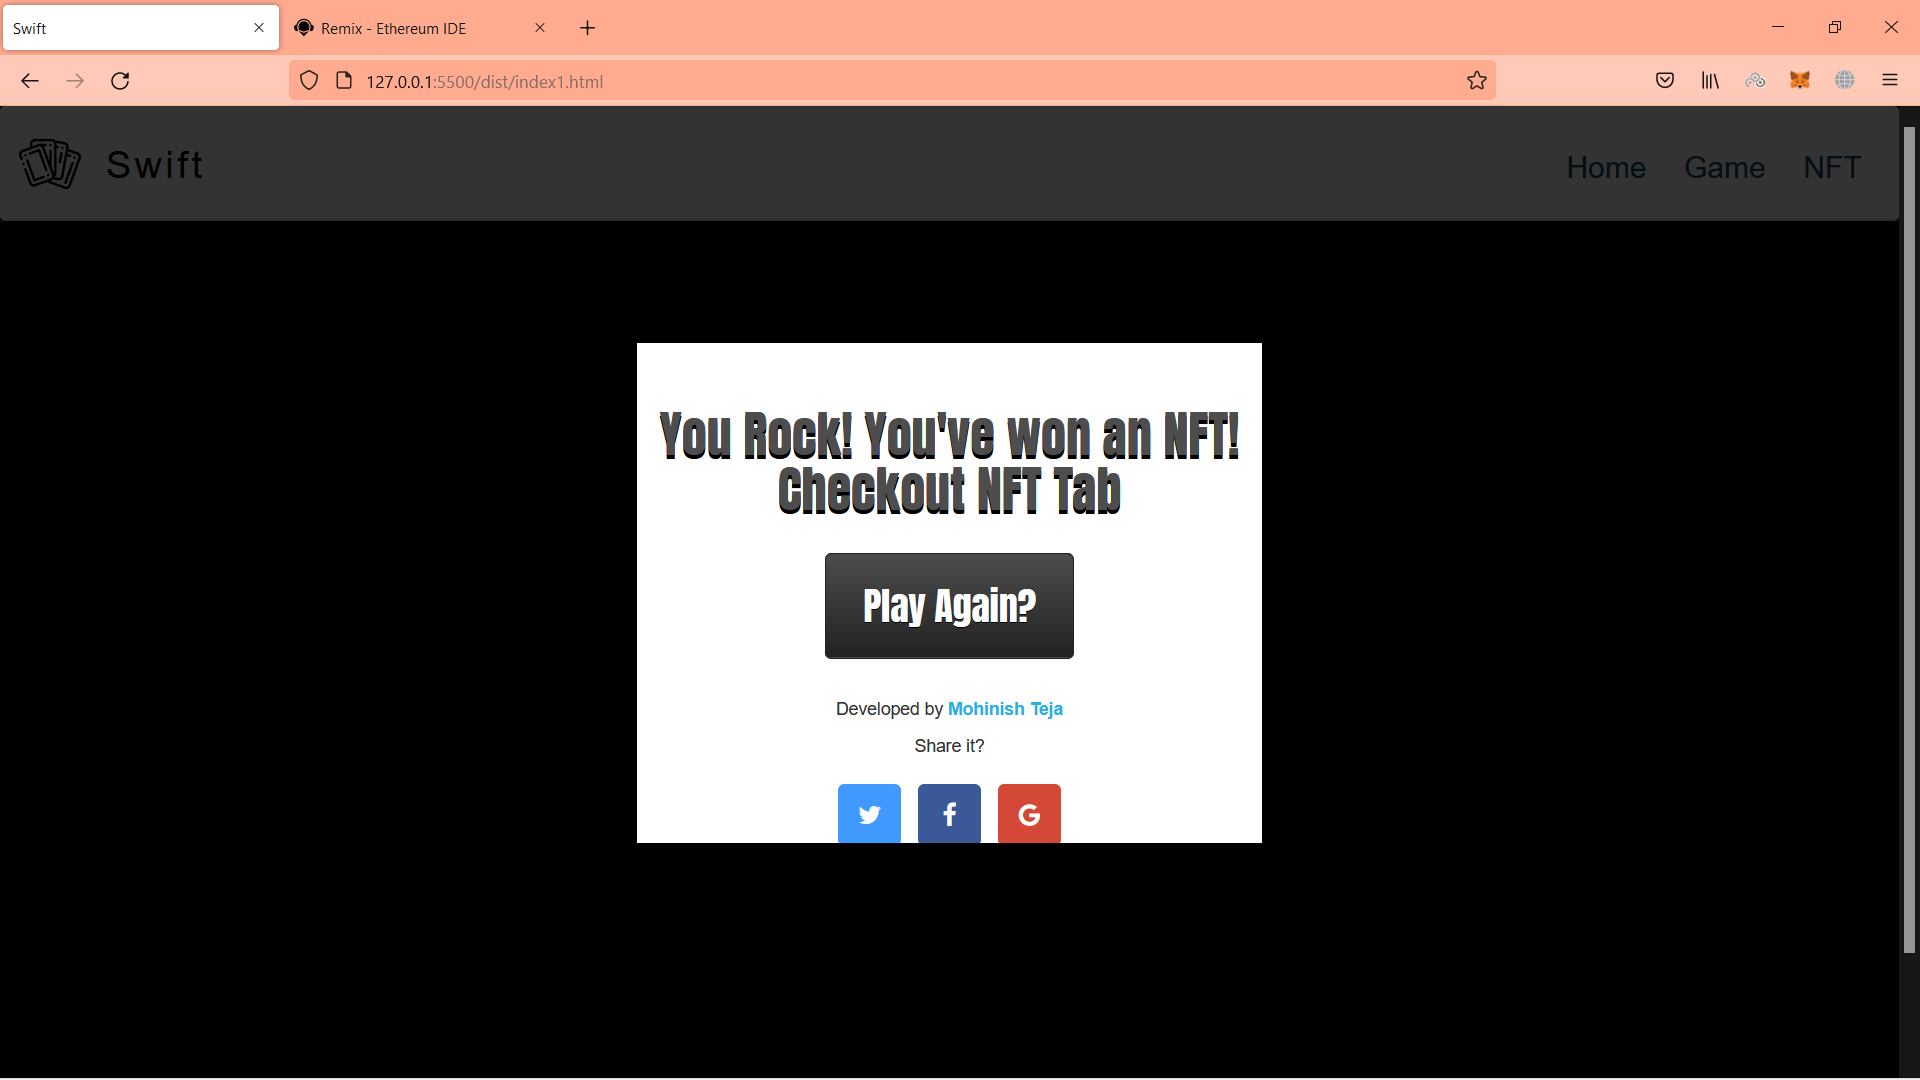 Swift
Remix - Ethereum IDE
127.0.0.1:5500/dist/index1.html
Swift
Home
Game
NFT
You Rock! You've won an NFT!
Checkout NFT Tab
Play Again?
Developed by Mohinish Teja
Share it?